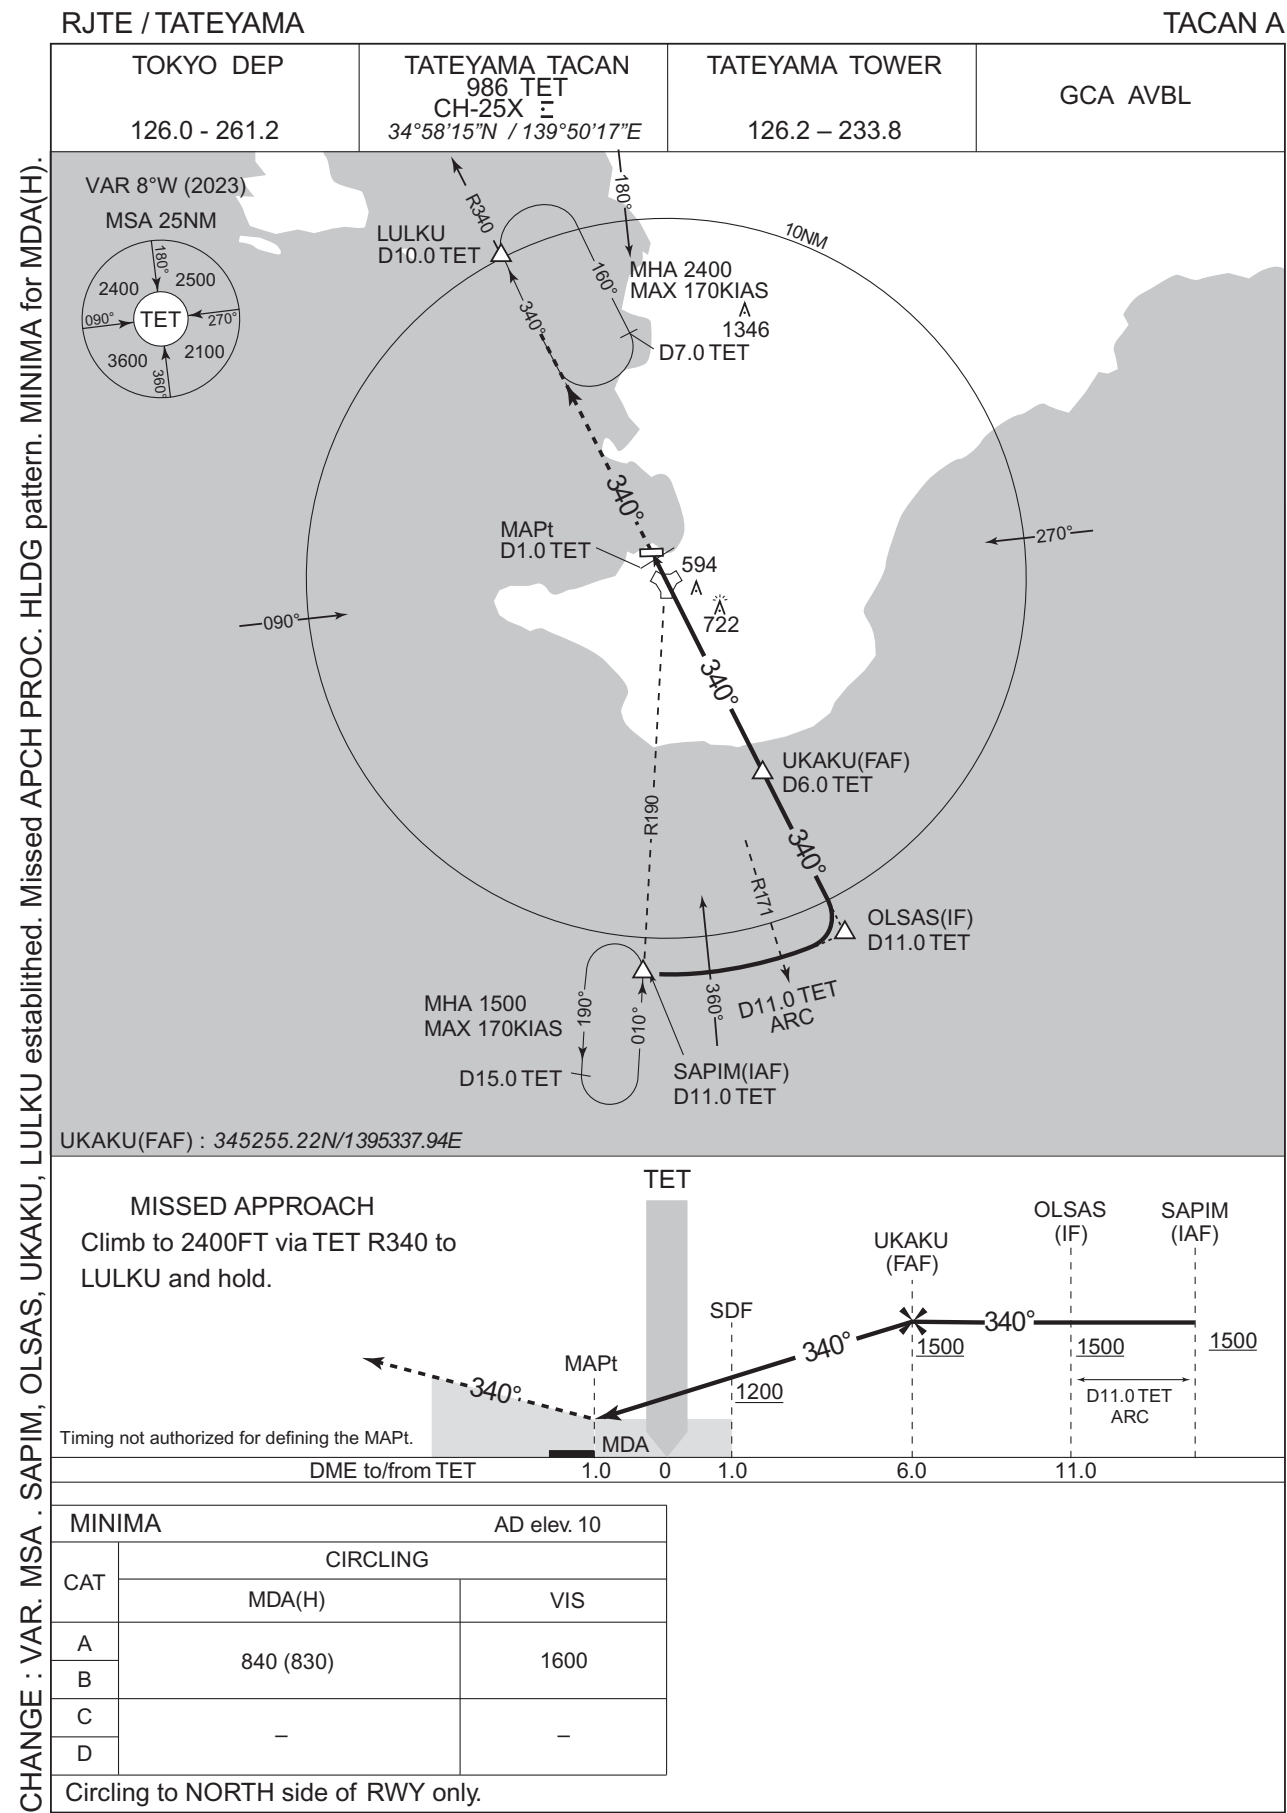 RJTE / TATEYAMA
TACAN A
TOKYO DEP
126.0 - 261.2
TATEYAMA TACAN
986 TET
CH-25X
34°58'15”N / 139°50'17”E
TATEYAMA TOWER
126.2 – 233.8
GCA AVBL
CHANGE : VAR. MSA . SAPIM, OLSAS, UKAKU, LULKU establithed. Missed APCH PROC. HLDG pattern. MINIMA for MDA(H).
VAR 8°W (2023)
MSA 25NM
180°
2400
2500
090°
TET
270°
3600
2100
360°
R340
180°
LULKU
D10.0 TET
10NM
160°
MHA 2400
MAX 170KIAS
340°
1346
D7.0 TET
340°
MAPt
D1.0 TET
594
270°
722
090°
340°
UKAKU(FAF)
D6.0 TET
R190
340°
R171
OLSAS(IF)
D11.0 TET
MHA 1500
MAX 170KIAS
190°
010°
360°
D11.0 TET
ARC
D15.0 TET
SAPIM(IAF)
D11.0 TET
UKAKU(FAF) : 345255.22N/1395337.94E
MISSED APPROACH
Climb to 2400FT via TET R340 to
LULKU and hold.
TET
OLSAS
(IF)
SAPIM
(IAF)
UKAKU
(FAF)
SDF
340°
340°
1500
1500
1500
MAPt
340°
1200
D11.0 TET
ARC
Timing not authorized for defining the MAPt.
MDA
DME to/from TET
1.0
0
1.0
6.0
11.0
MINIMA
AD elev. 10
CAT
CIRCLING
MDA(H)
VIS
A
B
840 (830)
1600
C
D
–
–
Circling to NORTH side of RWY only.